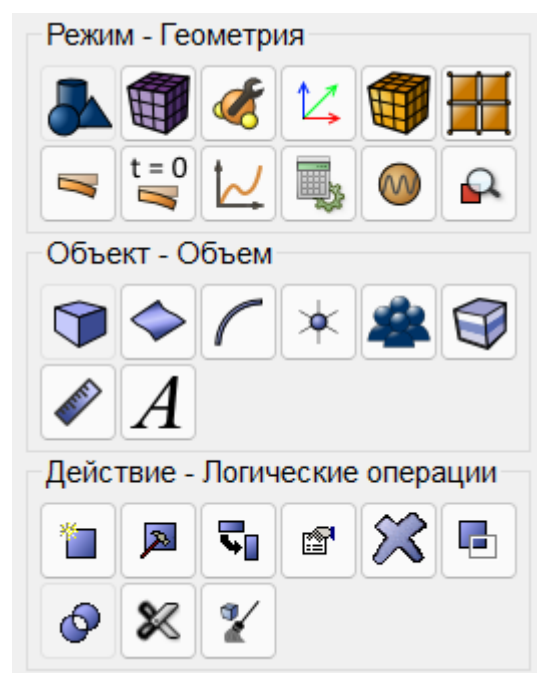 Режим - Геометрия
t = 0
Объект - Объем
A
Действие - Логические операции